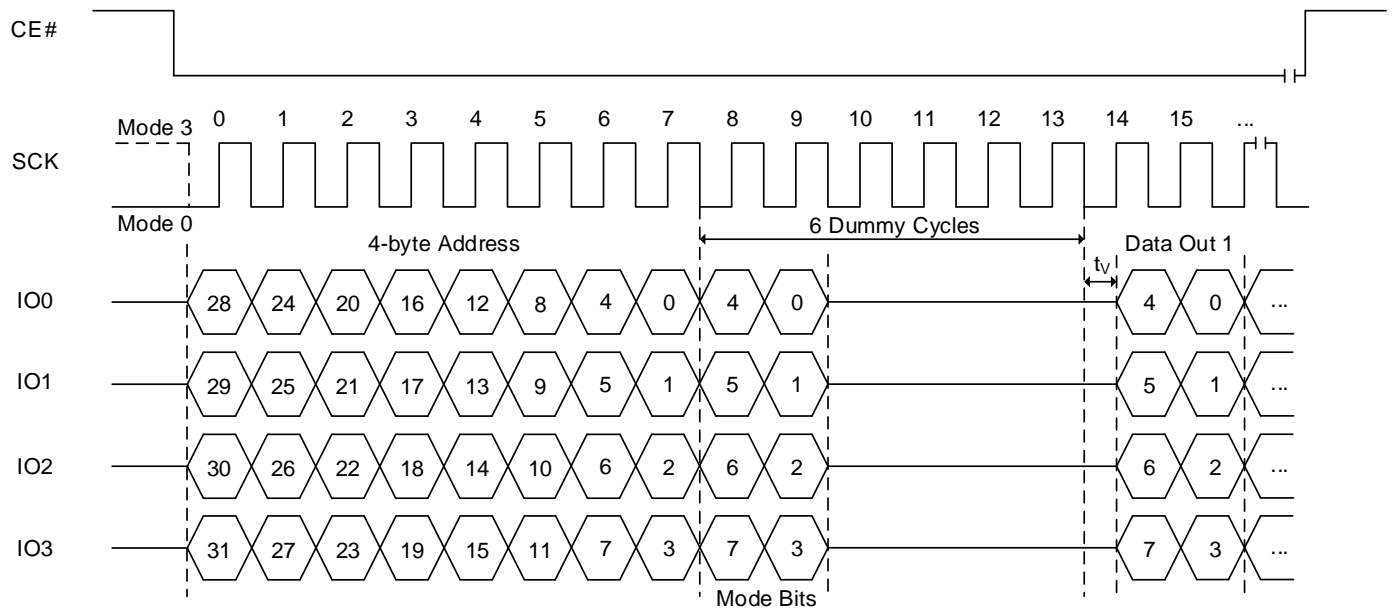 CE#
Mode 3 0 1 2 3 4 5 6 7 8 9 10 11 12 13 14 15 ...
SCK
Mode 0
4-byte Address 6 Dummy Cycles Data Out 1
tV
IO0 28 24 20 16 12 8 4 0 4 0 4 0 ...
IO1 29 25 21 17 13 9 5 1 5 1 5 1 ...
IO2 30 26 22 18 14 10 6 2 6 2 6 2 ...
IO3 31 27 23 19 15 11 7 3 7 3 7 3 ...
Mode Bits